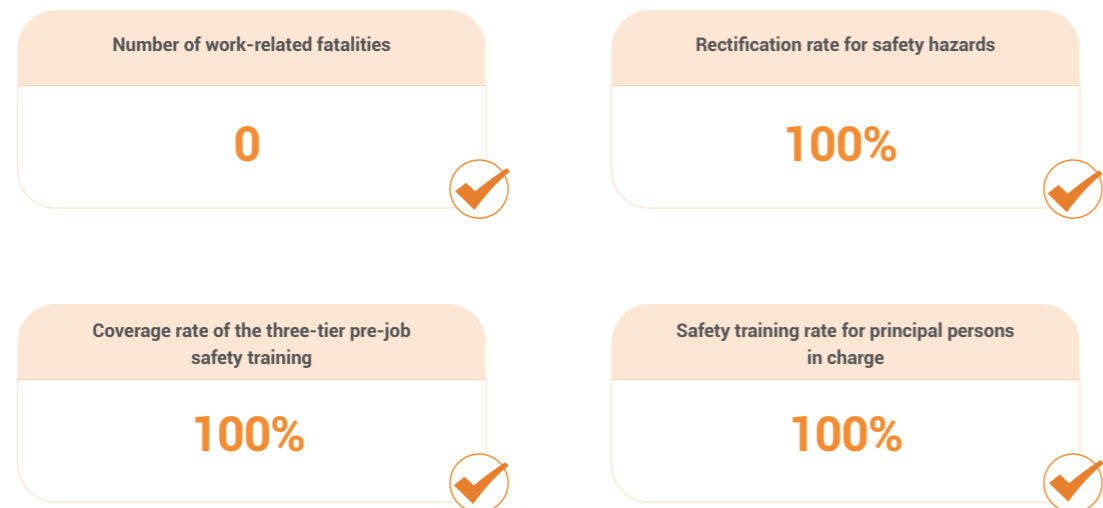 Number of work-related fatalities
0
Rectification rate for safety hazards
100%
Coverage rate of the three-tier pre-job
safety training
100%
Safety training rate for principal persons
in charge
100%